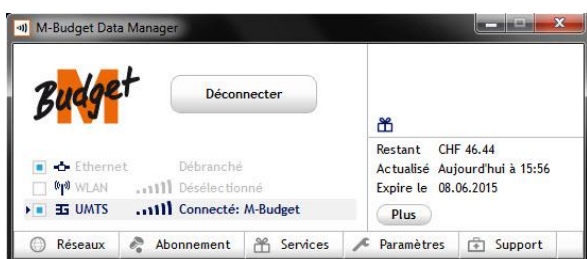 M-Budget Data Manager
M
Budget
Déconnecter
Ethernet Débranché
WLAN Désélectionné
3G UMTS Connecté: M-Budget
Restant CHF 46.44
Actualisé Aujourd'hui à 15:56
Expire le 08.06.2015
Plus
Réseaux Abonnement Services Paramètres Support